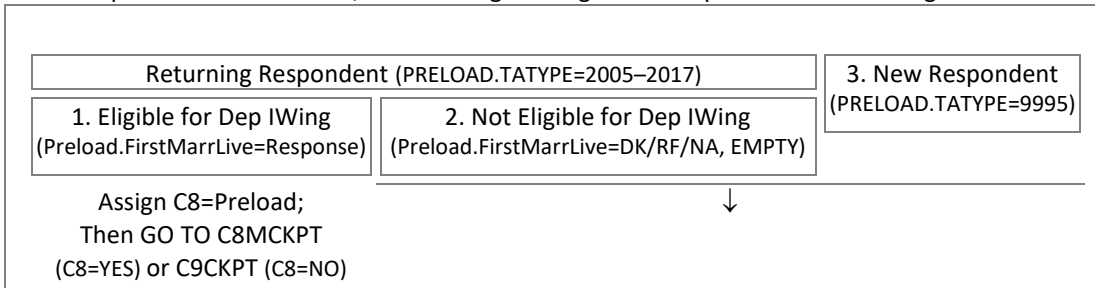 Returning Respondent (PRELOAD.TATYPE=2005–2017)
3. New Respondent
(PRELOAD.TATYPE=9995)
1. Eligible for Dep IWing
(Preload.FirstMarrLive=Response)
2. Not Eligible for Dep IWing
(Preload.FirstMarrLive=DK/RF/NA, EMPTY)
Assign C8=Preload;
Then GO TO C8MCKPT
(C8=YES) or C9CKPT (C8=NO)
↓